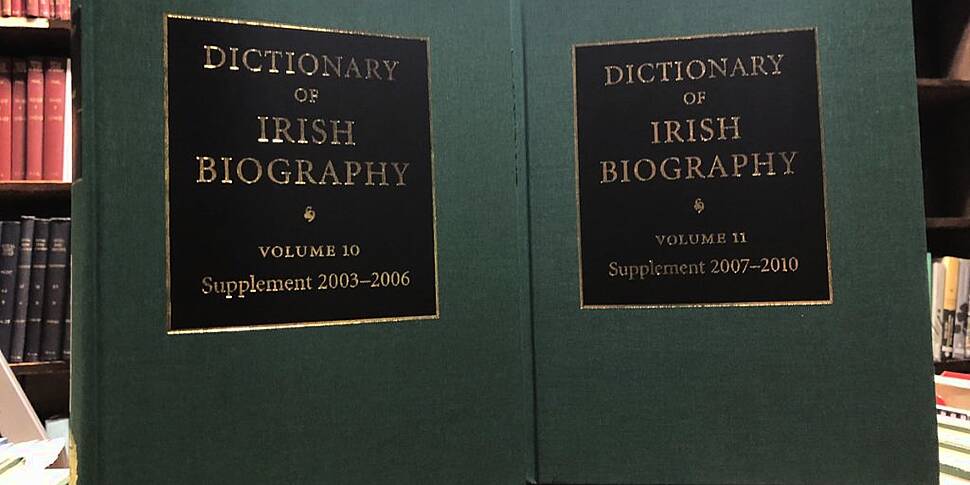 DICTIONARY
OF
IRISH
BIOGRAPHY
VOLUME 10
Supplement 2003–2006
DICTIONARY
OF
IRISH
BIOGRAPHY
VOLUME 11
Supplement 2007–2010